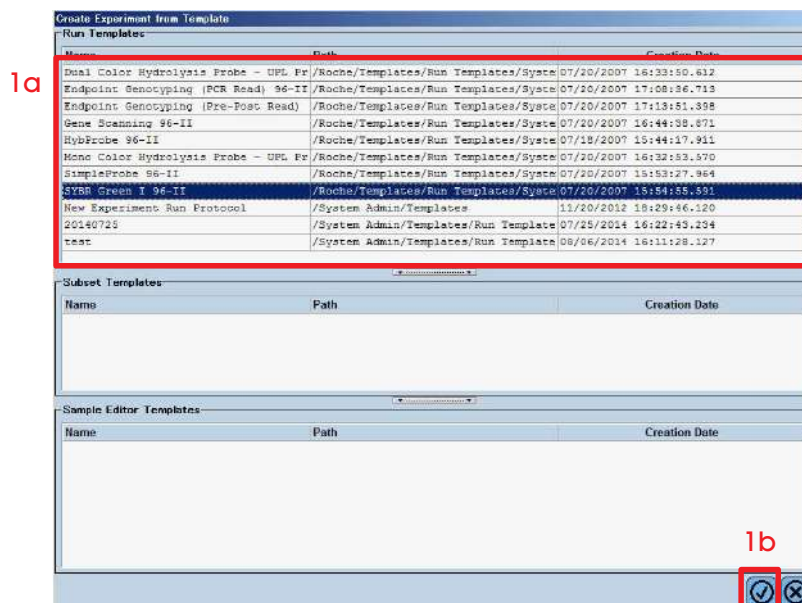 Create Experiment from Template
Run Templates
Name Path Creation Date
1a
Dual Color Hydrolysis Probe - UPL Pr /Roche/Templates/Run Templates/Syste 07/20/2007 16:33:50.612
Endpoint Genotyping (PCR Read) 96-II /Roche/Templates/Run Templates/Syste 07/20/2007 17:08:36.713
Endpoint Genotyping (Pre-Post Read) /Roche/Templates/Run Templates/Syste 07/20/2007 17:13:51.398
Gene Scanning 96-II /Roche/Templates/Run Templates/Syste 07/20/2007 16:44:38.871
HybProbe 96-II /Roche/Templates/Run Templates/Syste 07/18/2007 15:44:17.911
Mono Color Hydrolysis Probe - UPL Pr /Roche/Templates/Run Templates/Syste 07/20/2007 16:32:53.570
SimpleProbe 96-II /Roche/Templates/Run Templates/Syste 07/20/2007 15:53:27.964
SYBR Green I 96-II /Roche/Templates/Run Templates/Syste 07/20/2007 15:54:55.591
New Experiment Run Protocol /System Admin/Templates 11/20/2012 18:29:46.120
20140725 /System Admin/Templates/Run Template 07/25/2014 16:22:43.234
test /System Admin/Templates/Run Template 08/06/2014 16:11:28.127
Subset Templates
Name Path Creation Date
Sample Editor Templates
Name Path Creation Date
1b